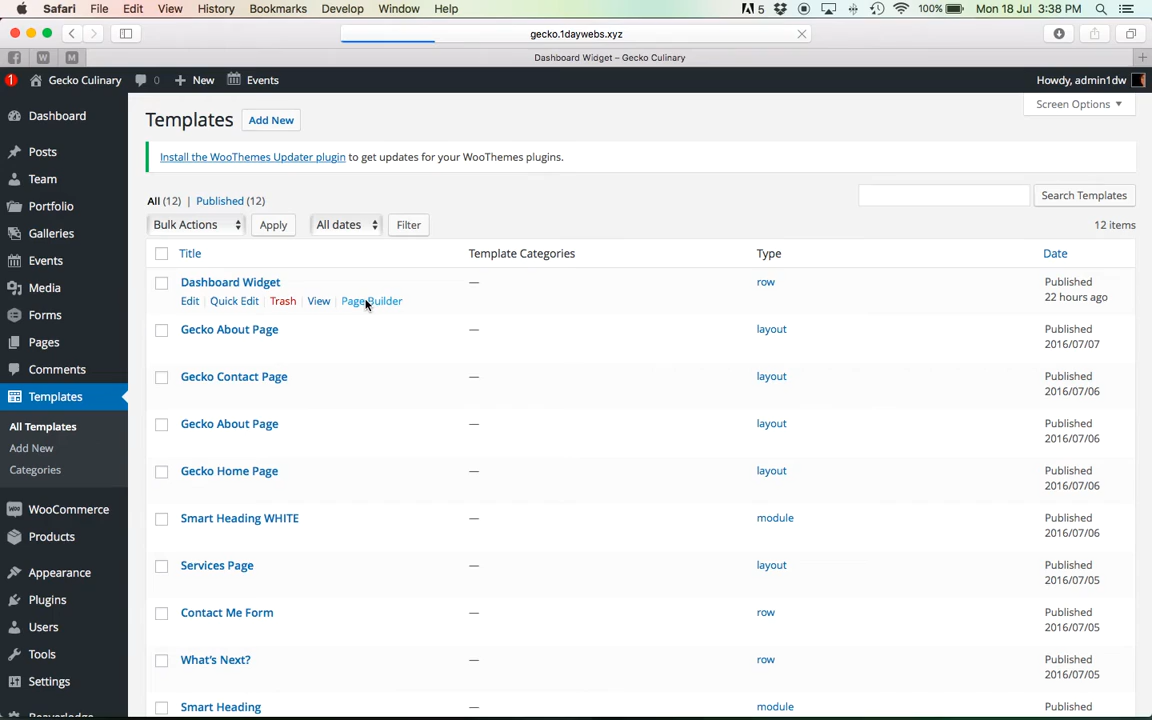 Safari File Edit View History Bookmarks Develop Window Help 5 100% Mon 18 Jul 3:38 PM
gecko.1daywebs.xyz
Dashboard Widget – Gecko Culinary
1 Gecko Culinary 0 New Events Howdy, admin1dw
Screen Options
Dashboard
Posts
Team
Portfolio
Galleries
Events
Media
Forms
Pages
Comments
Templates
All Templates
Add New
Categories
WooCommerce
Products
Appearance
Plugins
Users
Tools
Settings
Templates Add New
Install the WooThemes Updater plugin to get updates for your WooThemes plugins.
All (12) | Published (12)
Search Templates
Bulk Actions Apply All dates Filter 12 items
Title Template Categories Type Date
Dashboard Widget — row Published
Edit | Quick Edit | Trash | View | Page Builder 22 hours ago
Gecko About Page — layout Published
2016/07/07
Gecko Contact Page — layout Published
2016/07/06
Gecko About Page — layout Published
2016/07/06
Gecko Home Page — layout Published
2016/07/06
Smart Heading WHITE — module Published
2016/07/06
Services Page — layout Published
2016/07/05
Contact Me Form — row Published
2016/07/05
What's Next? — row Published
2016/07/05
Smart Heading — module Published